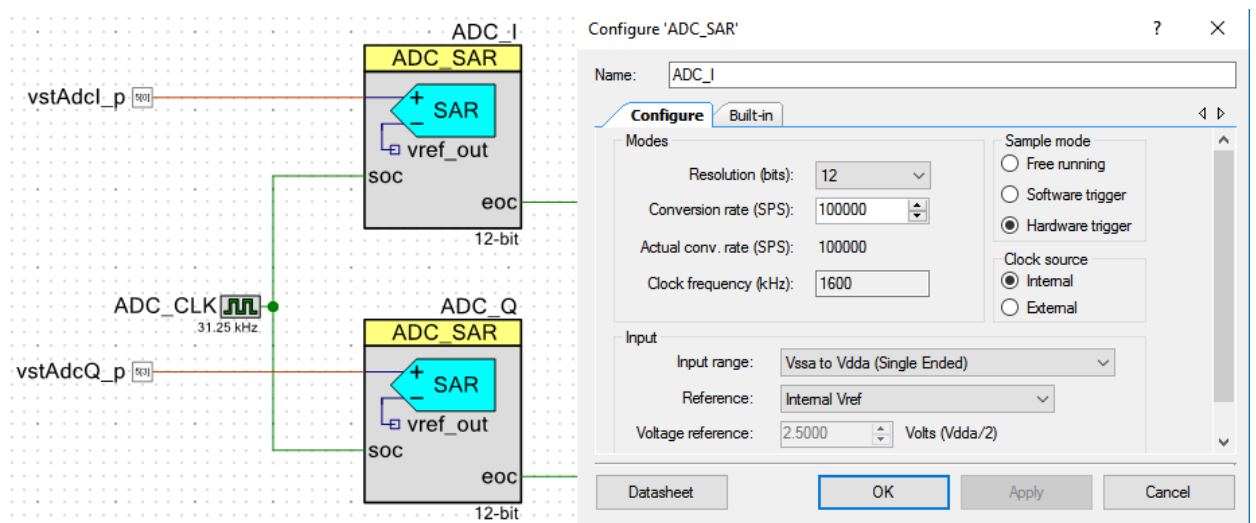 ADC_I
ADC_SAR
vstAdcI_p 5[0]
+ SAR
−
vref_out
soc
eoc
12-bit
ADC_CLK
31.25 kHz
ADC_Q
ADC_SAR
vstAdcQ_p 5[3]
+ SAR
−
vref_out
soc
eoc
12-bit
Configure 'ADC_SAR' ? ×
Name: ADC_I
Configure Built-in
Modes
Resolution (bits): 12
Conversion rate (SPS): 100000
Actual conv. rate (SPS): 100000
Clock frequency (kHz): 1600
Sample mode
Free running
Software trigger
Hardware trigger
Clock source
Internal
External
Input
Input range: Vssa to Vdda (Single Ended)
Reference: Internal Vref
Voltage reference: 2.5000 Volts (Vdda/2)
Datasheet OK Apply Cancel